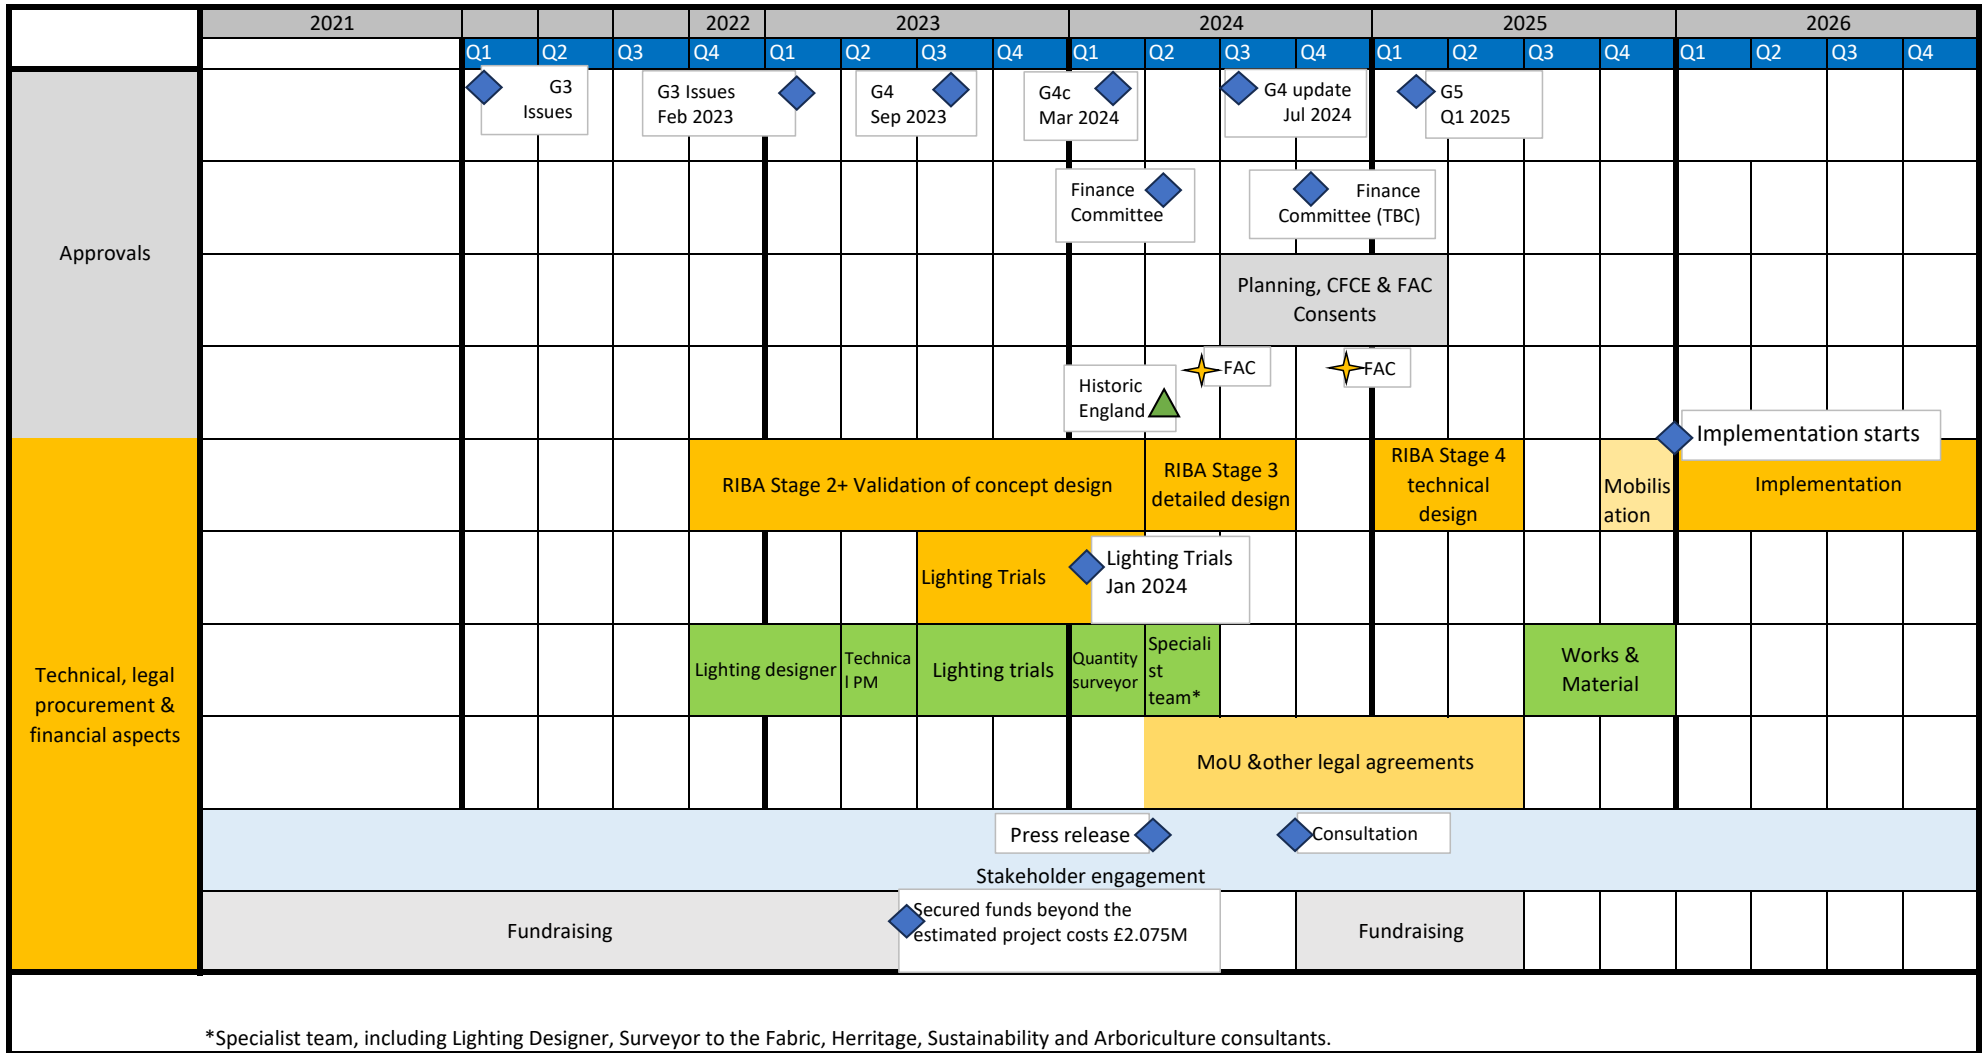 2021 2022 2023 2024 2025 2026
Q1 Q2 Q3 Q4 Q1 Q2 Q3 Q4 Q1 Q2 Q3 Q4 Q1 Q2 Q3 Q4 Q1 Q2 Q3 Q4
Approvals
G3
Issues
G3 Issues
Feb 2023
G4
Sep 2023
G4c
Mar 2024
G4 update
Jul 2024
G5
Q1 2025
Finance
Committee
Finance
Committee (TBC)
Planning, CFCE & FAC
Consents
Historic
England
FAC
FAC
Implementation starts
Technical, legal
procurement &
financial aspects
RIBA Stage 2+ Validation of concept design
RIBA Stage 3
detailed design
RIBA Stage 4
technical
design
Mobilis
ation
Implementation
Lighting Trials
Lighting Trials
Jan 2024
Lighting designer
Technica
l PM
Lighting trials
Quantity
surveyor
Speciali
st
team*
Works &
Material
MoU &other legal agreements
Press release
Consultation
Stakeholder engagement
Fundraising
Secured funds beyond the
estimated project costs £2.075M
Fundraising
*Specialist team, including Lighting Designer, Surveyor to the Fabric, Herritage, Sustainability and Arboriculture consultants.